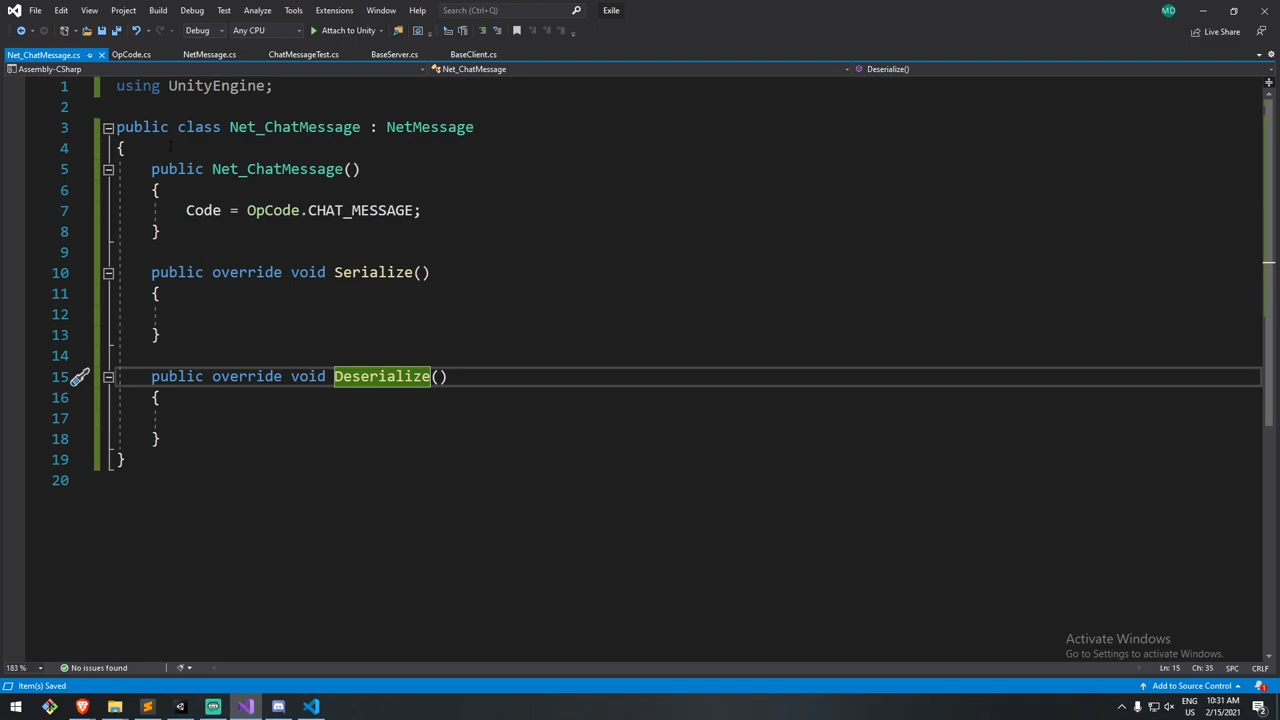 File Edit View Project Build Debug Test Analyze Tools Extensions Window Help Search (Ctrl+Q) Exile MD
Debug Any CPU Attach to Unity Live Share
Net_ChatMessage.cs OpCode.cs NetMessage.cs ChatMessageTest.cs BaseServer.cs BaseClient.cs
Assembly-CSharp Net_ChatMessage Deserialize()
1 using UnityEngine;
2
3 public class Net_ChatMessage : NetMessage
4 {
5 public Net_ChatMessage()
6 {
7 Code = OpCode.CHAT_MESSAGE;
8 }
9
10 public override void Serialize()
11 {
12
13 }
14
15 public override void Deserialize()
16 {
17
18 }
19 }
20
Activate Windows
Go to Settings to activate Windows.
183 % No issues found Ln: 15 Ch: 35 SPC CRLF
Item(s) Saved Add to Source Control 1
ENG 10:31 AM
US 2/15/2021 2